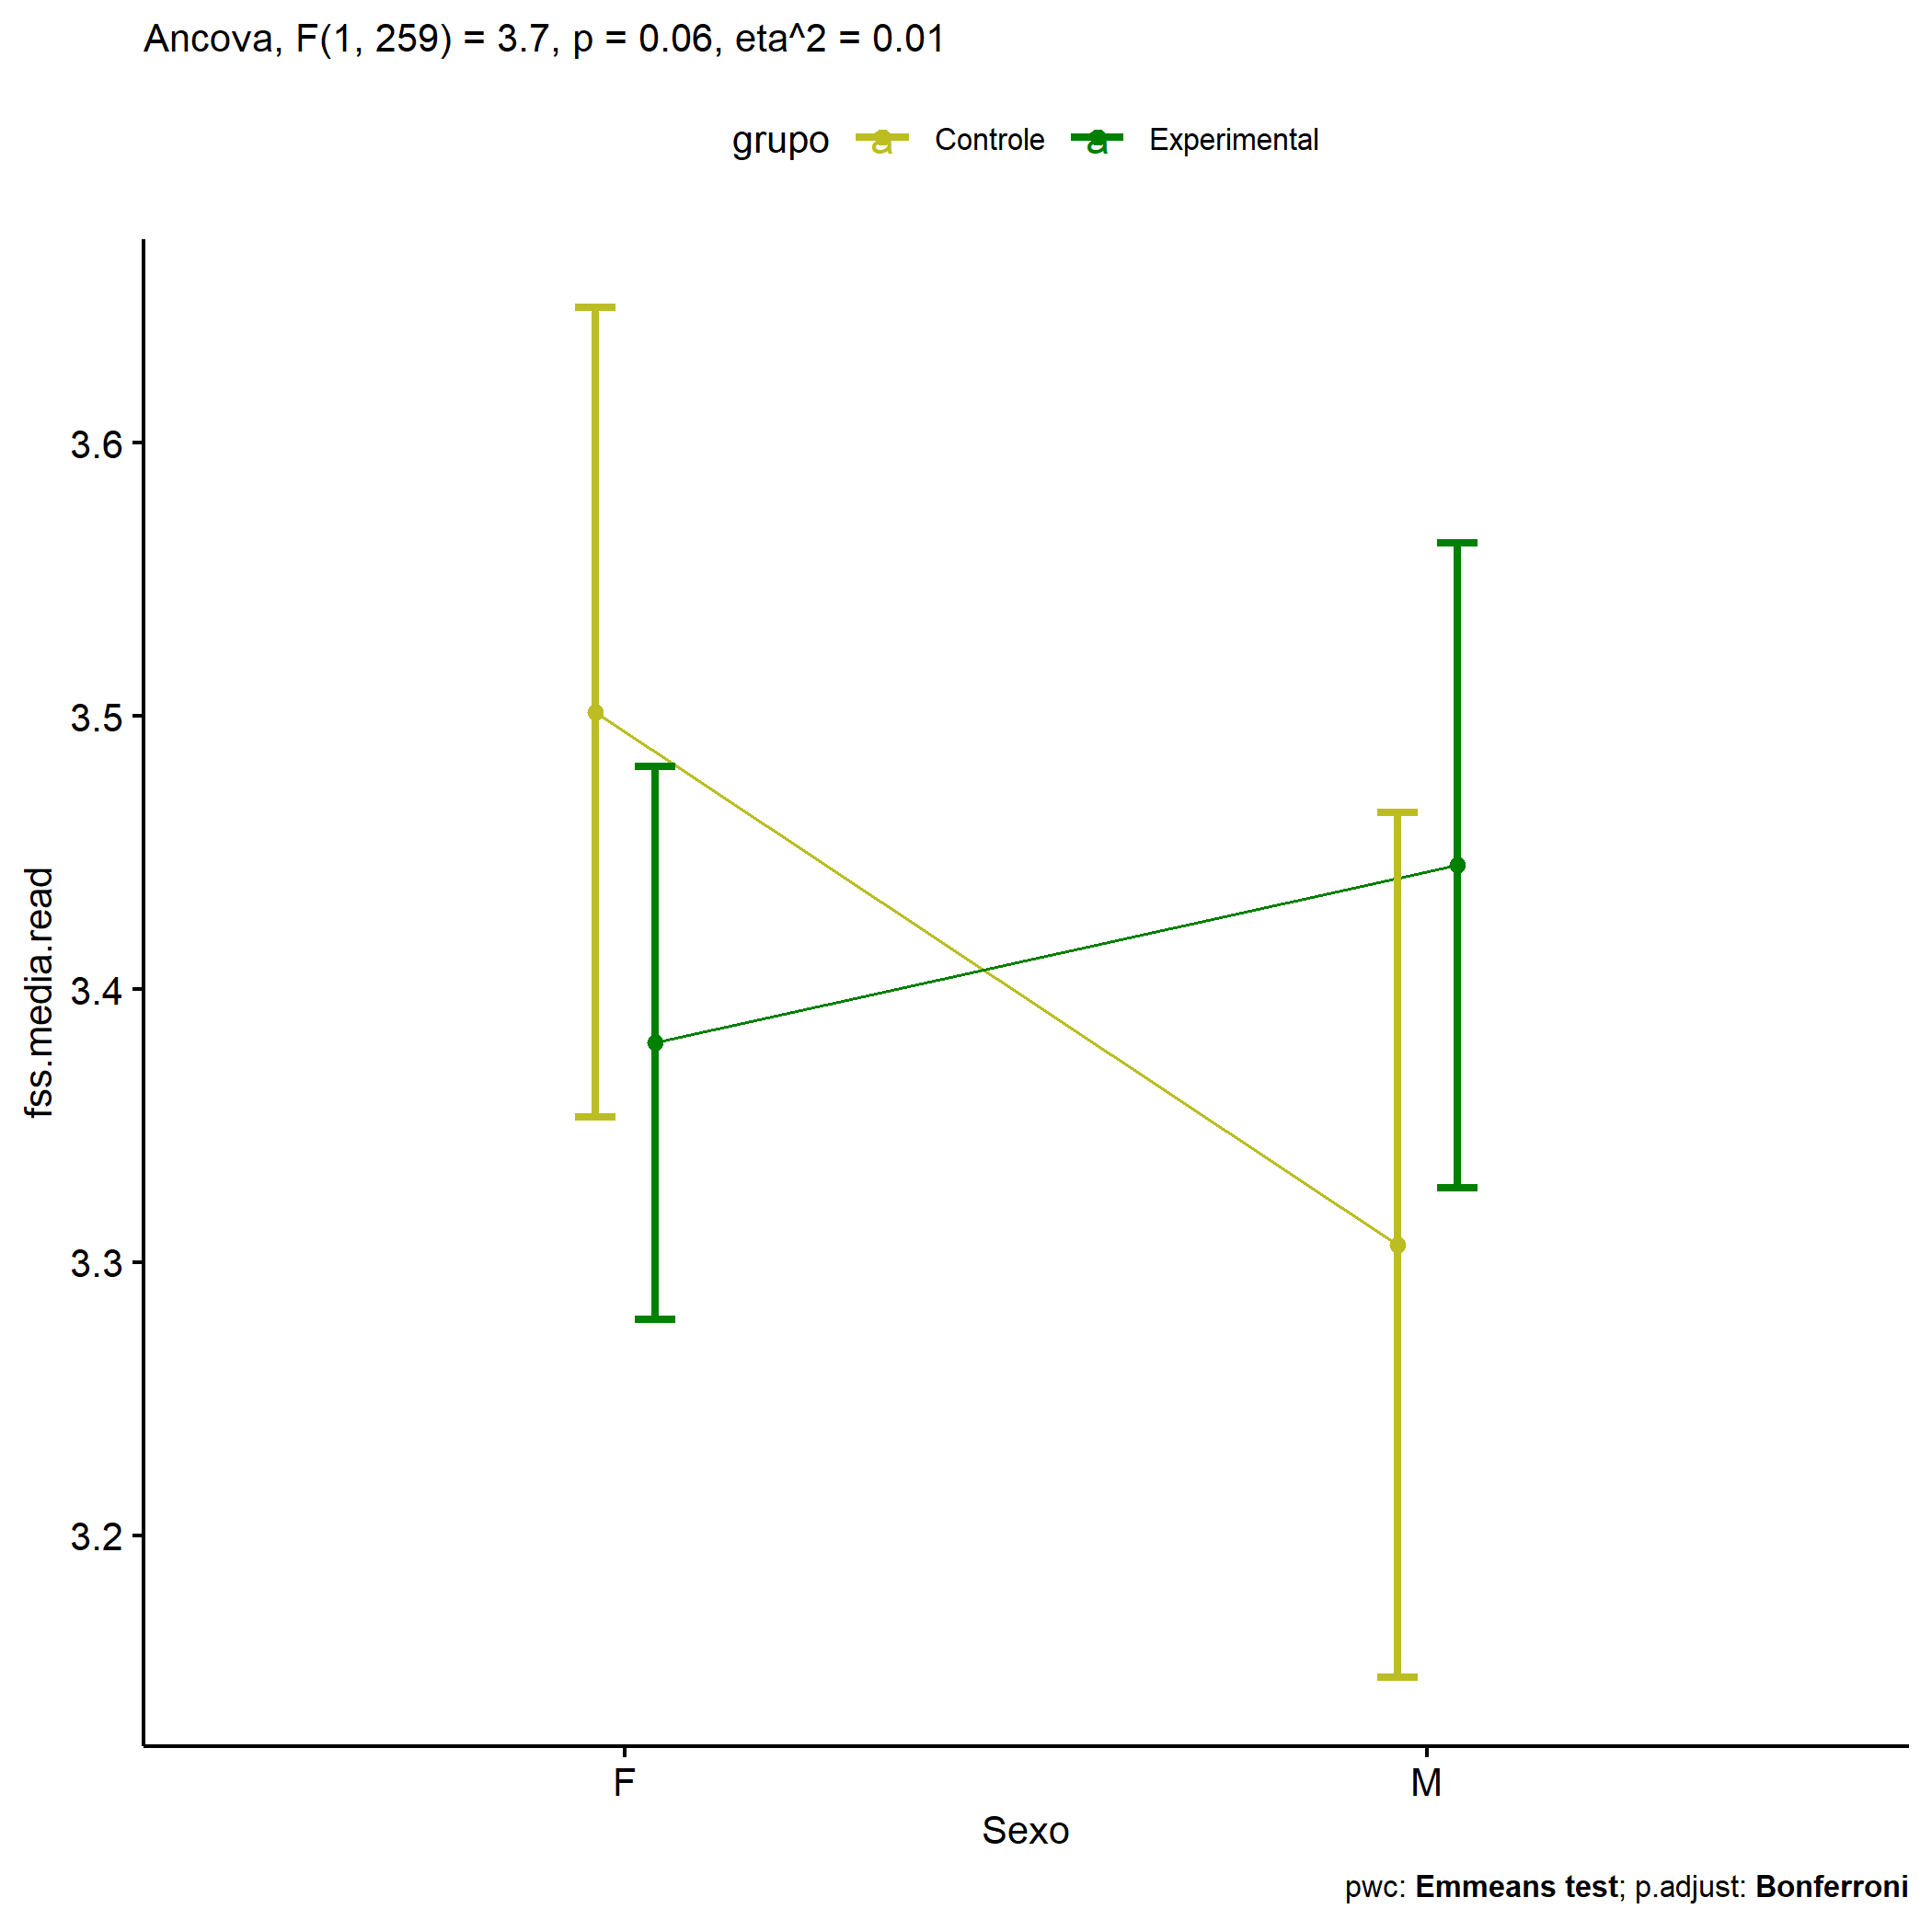 Ancova, F(1, 259) = 3.7, p = 0.06, eta^2 = 0.01
grupo a Controle a Experimental
fss.media.read
3.6
3.5
3.4
3.3
3.2
F M
Sexo
pwc: Emmeans test; p.adjust: Bonferroni